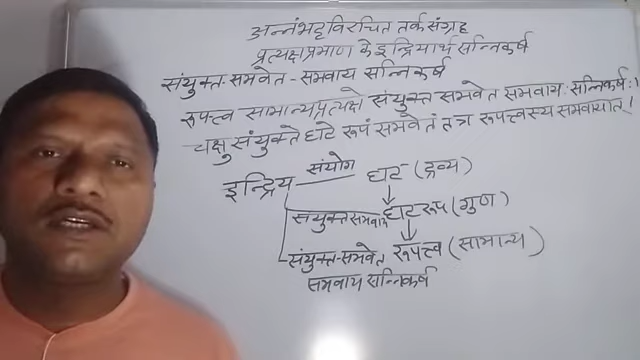 अन्नंभट्टविरचित तर्कसंग्रह
प्रत्यक्षप्रमाण के इन्द्रियार्थ सन्निकर्ष
संयुक्त-समवेत-समवाय सन्निकर्ष
रूपत्व सामान्यप्रत्यक्षे संयुक्त समवेत समवायः सन्निकर्षः।
चक्षु संयुक्ते घटे रूपं समवेतं तत्र रूपत्वस्य समवायात्।
इन्द्रिय संयोग घट (द्रव्य)
संयुक्त समवाय घटरूप (गुण)
संयुक्त-समवेत रूपत्व (सामान्य)
समवाय सन्निकर्ष